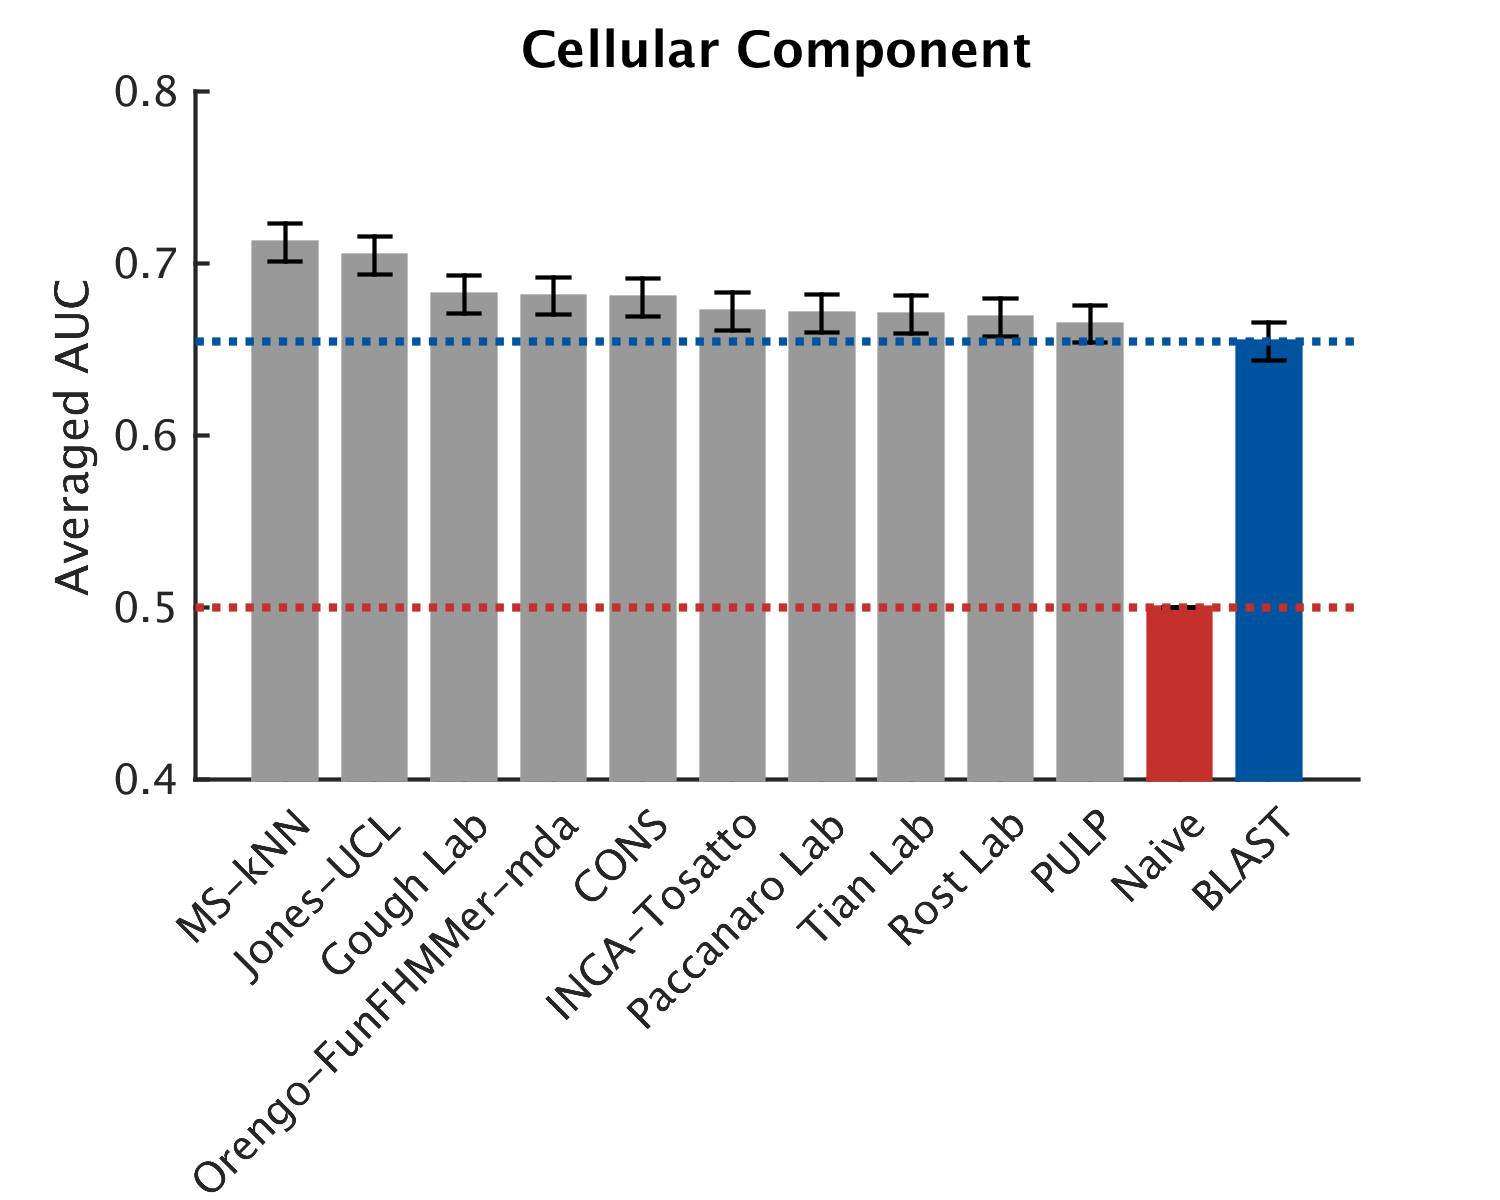 Cellular Component
Averaged AUC
0.8
0.7
0.6
0.5
0.4
MS-kNN
Jones-UCL
Gough Lab
Orengo-FunFHMMer-mda
CONS
INGA-Tosatto
Paccanaro Lab
Tian Lab
Rost Lab
PULP
Naive
BLAST